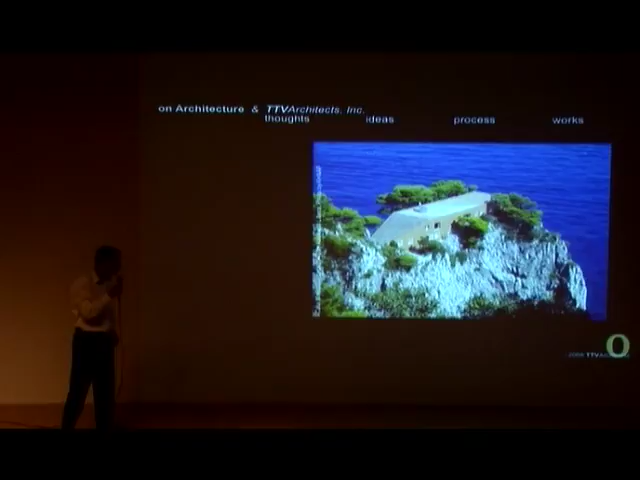 on Architecture & TTVArchitects, Inc.
thoughts ideas process works
O